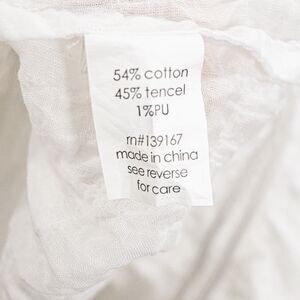 54% cotton
45% tencel
1%PU
rn#139167
made in china
see reverse
for care